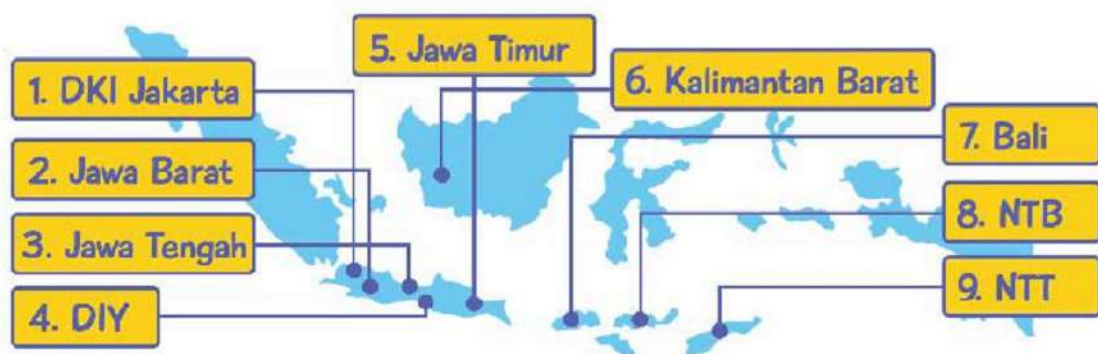 1. DKI Jakarta
2. Jawa Barat
3. Jawa Tengah
4. DIY
5. Jawa Timur
6. Kalimantan Barat
7. Bali
8. NTB
9. NTT